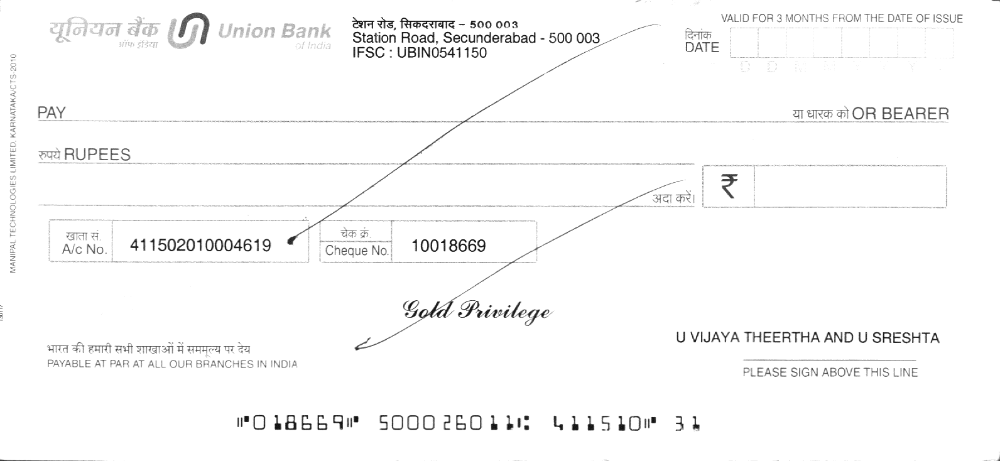 यूनियन बैंक
ऑफ इंडिया
Union Bank
of India
टेशन रोड, सिकदराबाद – 500 003
Station Road, Secunderabad - 500 003
IFSC : UBIN0541150
VALID FOR 3 MONTHS FROM THE DATE OF ISSUE
दिनांक
DATE
D D M M Y Y Y
MANIPAL TECHNOLOGIES LIMITED, KARNATAKA/CTS-2010
PAY
या धारक को OR BEARER
रुपये RUPEES
अदा करें।
₹
खाता सं.
A/c No.
411502010004619
चेक क्रं.
Cheque No.
10018669
Gold Privilege
U VIJAYA THEERTHA AND U SRESHTA
भारत की हमारी सभी शाखाओं में सममूल्य पर देय
PAYABLE AT PAR AT ALL OUR BRANCHES IN INDIA
PLEASE SIGN ABOVE THIS LINE
⑈018669⑈ 500026011⑆ 411510⑈ 31